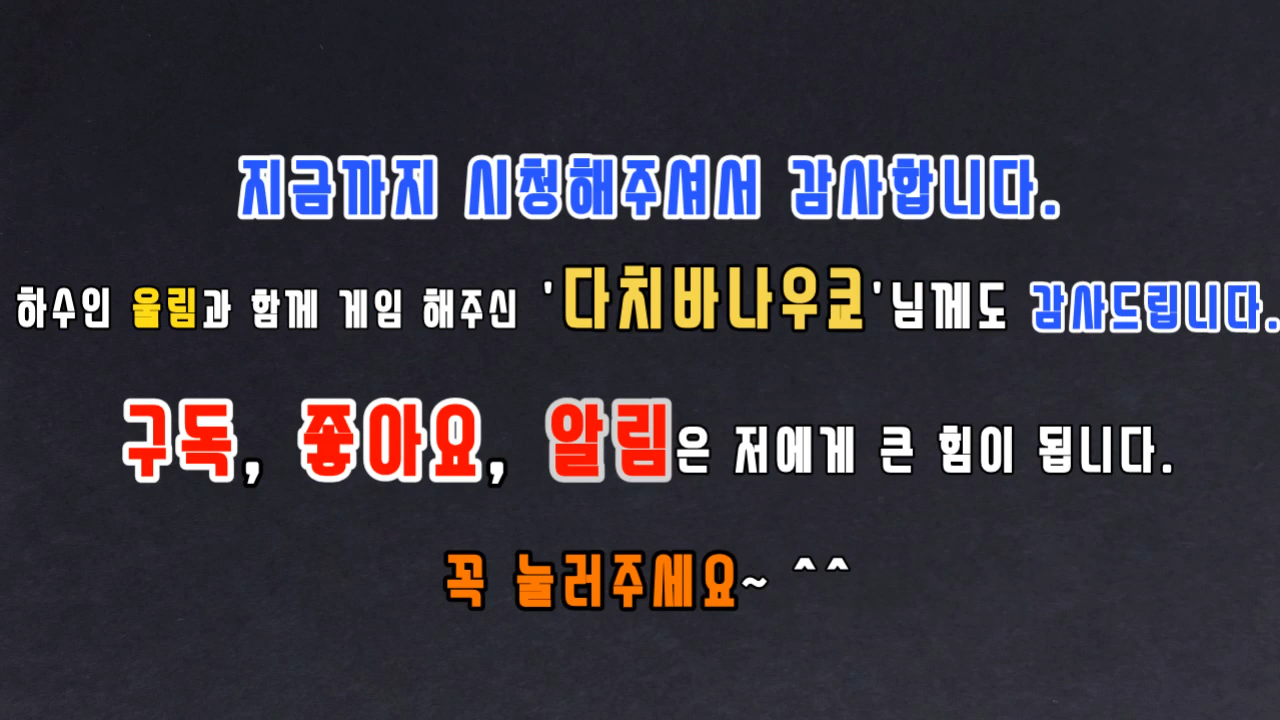 지금까지 시청해주셔서 감사합니다.
하수인 울림과 함께 게임 해주신 '다치바나우쿄'님께도 감사드립니다.
구독, 좋아요, 알림은 저에게 큰 힘이 됩니다.
꼭 눌러주세요~ ^^